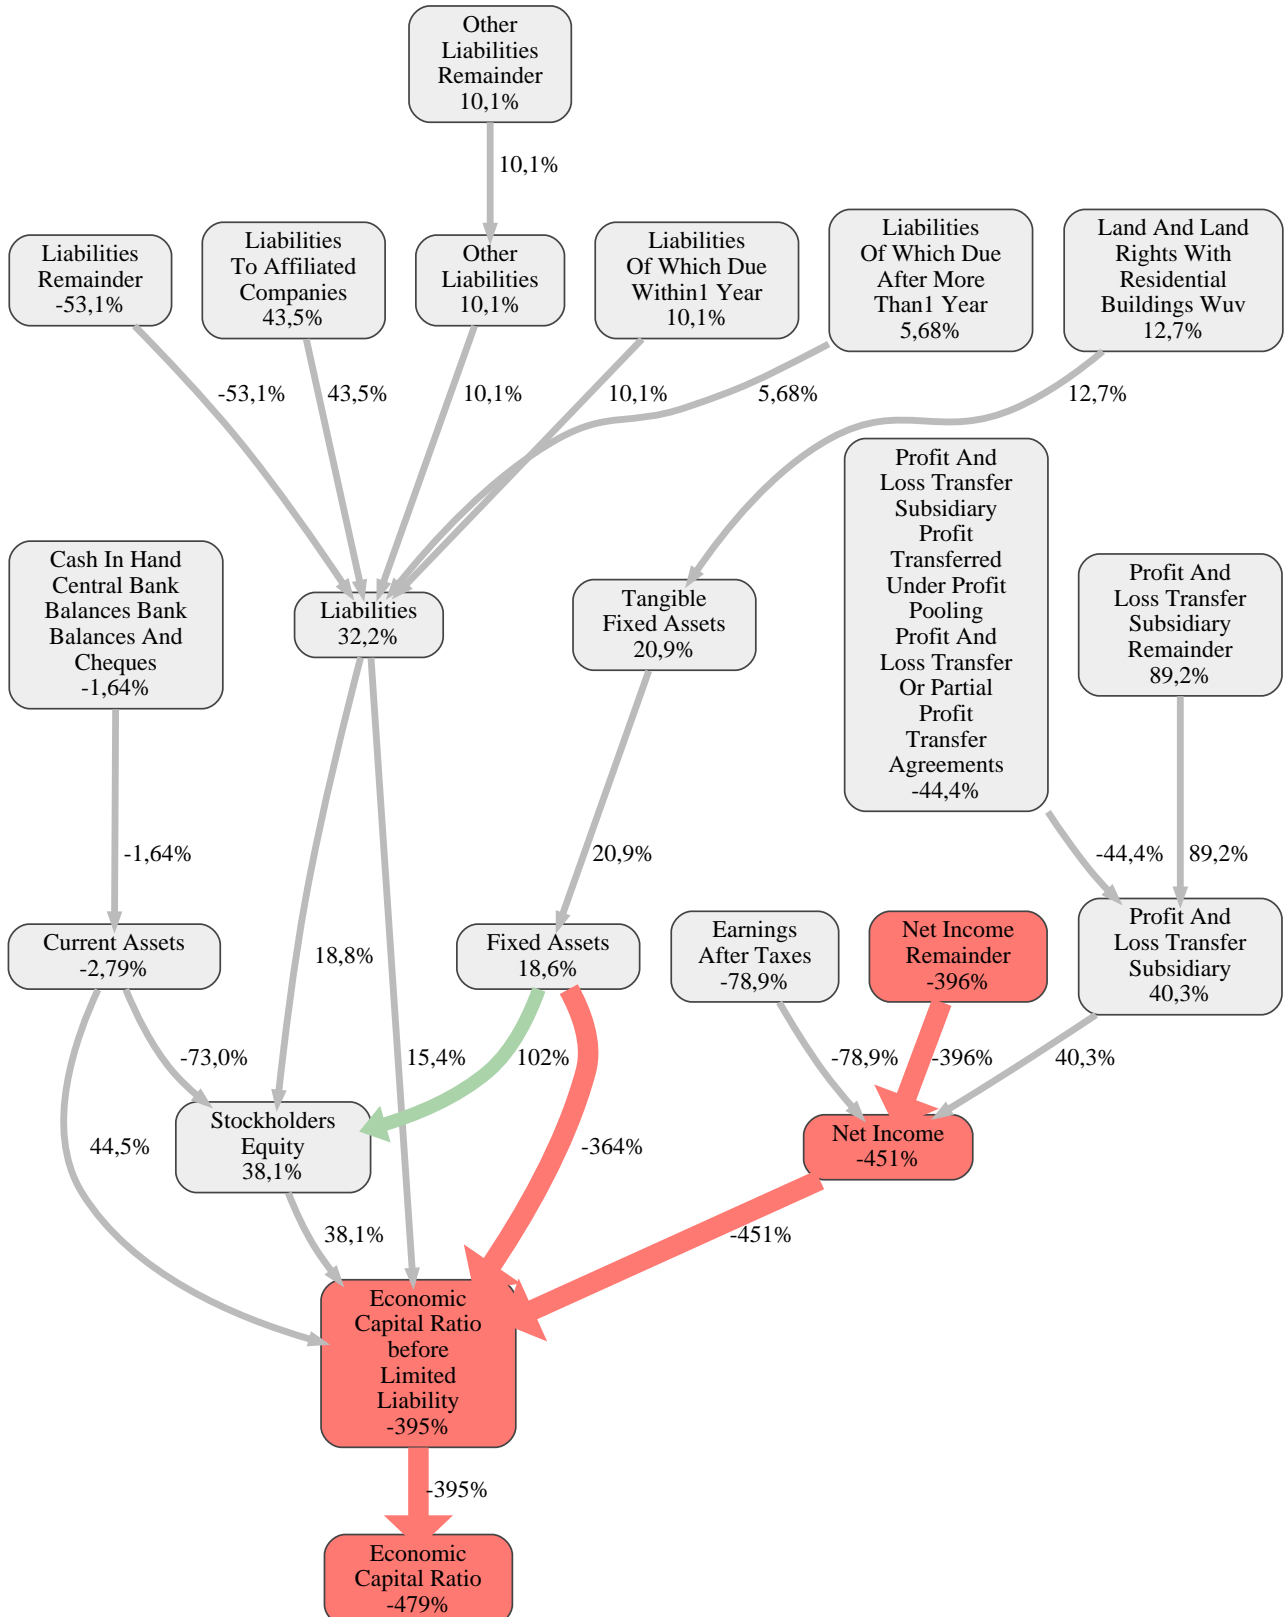 Other
Liabilities
Remainder
10,1%
10,1%
Liabilities
Remainder
-53,1%
Liabilities
To Affiliated
Companies
43,5%
Other
Liabilities
10,1%
Liabilities
Of Which Due
Within1 Year
10,1%
Liabilities
Of Which Due
After More
Than1 Year
5,68%
Land And Land
Rights With
Residential
Buildings Wuv
12,7%
-53,1%
43,5%
10,1%
10,1%
5,68%
12,7%
Cash In Hand
Central Bank
Balances Bank
Balances And
Cheques
-1,64%
Liabilities
32,2%
Tangible
Fixed Assets
20,9%
Profit And
Loss Transfer
Subsidiary
Profit
Transferred
Under Profit
Pooling
Profit And
Loss Transfer
Or Partial
Profit
Transfer
Agreements
-44,4%
Profit And
Loss Transfer
Subsidiary
Remainder
89,2%
-1,64%
20,9%
-44,4%
89,2%
Current Assets
-2,79%
18,8%
Fixed Assets
18,6%
Earnings
After Taxes
-78,9%
Net Income
Remainder
-396%
Profit And
Loss Transfer
Subsidiary
40,3%
-73,0%
15,4%
102%
-78,9%
-396%
40,3%
44,5%
Stockholders
Equity
38,1%
-364%
Net Income
-451%
38,1%
-451%
Economic
Capital Ratio
before
Limited
Liability
-395%
-395%
Economic
Capital Ratio
-479%